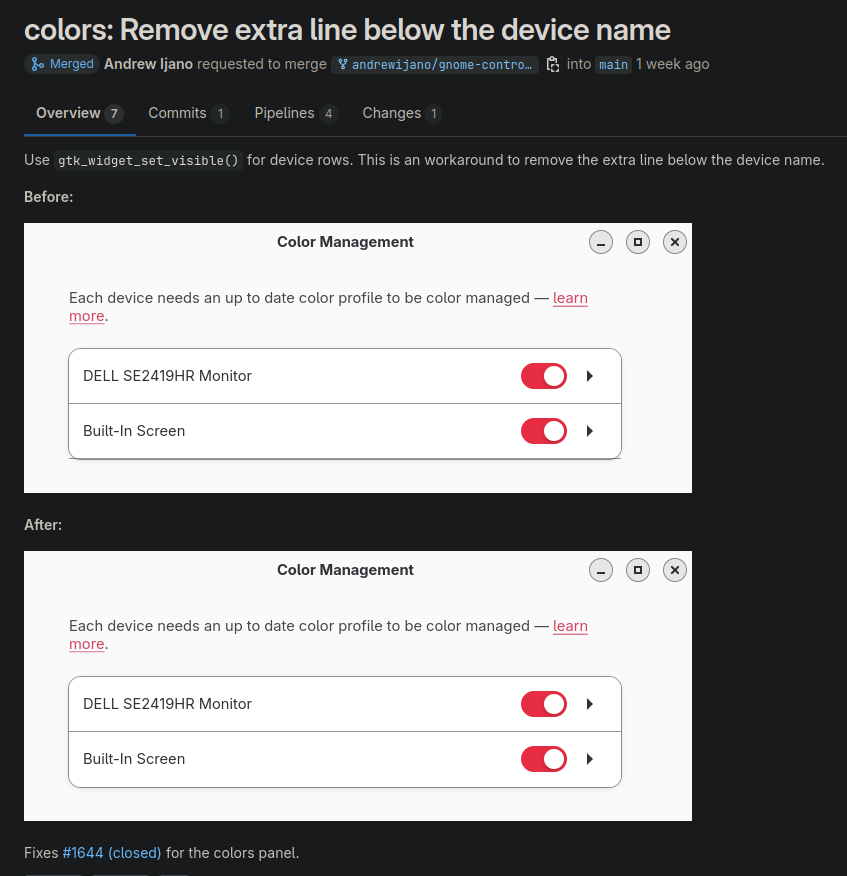 colors: Remove extra line below the device name
Merged Andrew Ijano requested to merge andrewijano/gnome-contro… into main 1 week ago
Overview 7 Commits 1 Pipelines 4 Changes 1
Use gtk_widget_set_visible() for device rows. This is an workaround to remove the extra line below the device name.
Before:
Color Management
Each device needs an up to date color profile to be color managed — learn
more.
DELL SE2419HR Monitor
Built-In Screen
After:
Color Management
Each device needs an up to date color profile to be color managed — learn
more.
DELL SE2419HR Monitor
Built-In Screen
Fixes #1644 (closed) for the colors panel.